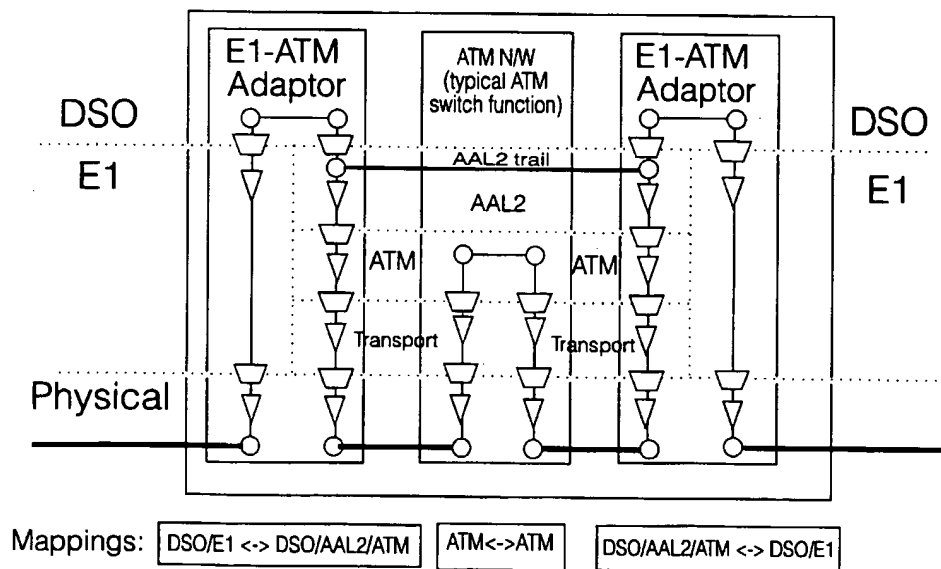 E1-ATM
Adaptor
ATM N/W
(typical ATM
switch function)
E1-ATM
Adaptor
DSO
DSO
E1
AAL2 trail
E1
AAL2
ATM
ATM
Transport
Transport
Physical
Mappings:
DSO/E1 <-> DSO/AAL2/ATM
ATM<->ATM
DSO/AAL2/ATM <-> DSO/E1